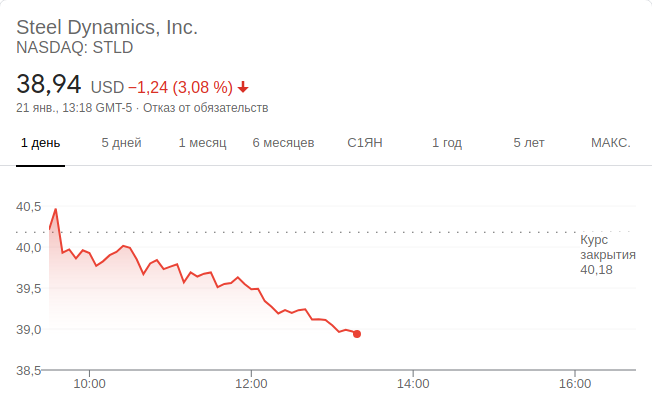 Steel Dynamics, Inc.
NASDAQ: STLD
38,94 USD −1,24 (3,08 %)
21 янв., 13:18 GMT-5 · Отказ от обязательств
1 день 5 дней 1 месяц 6 месяцев С1ЯН 1 год 5 лет МАКС.
40,5
40,0
39,5
39,0
38,5
Курс
закрытия
40,18
10:00 12:00 14:00 16:00